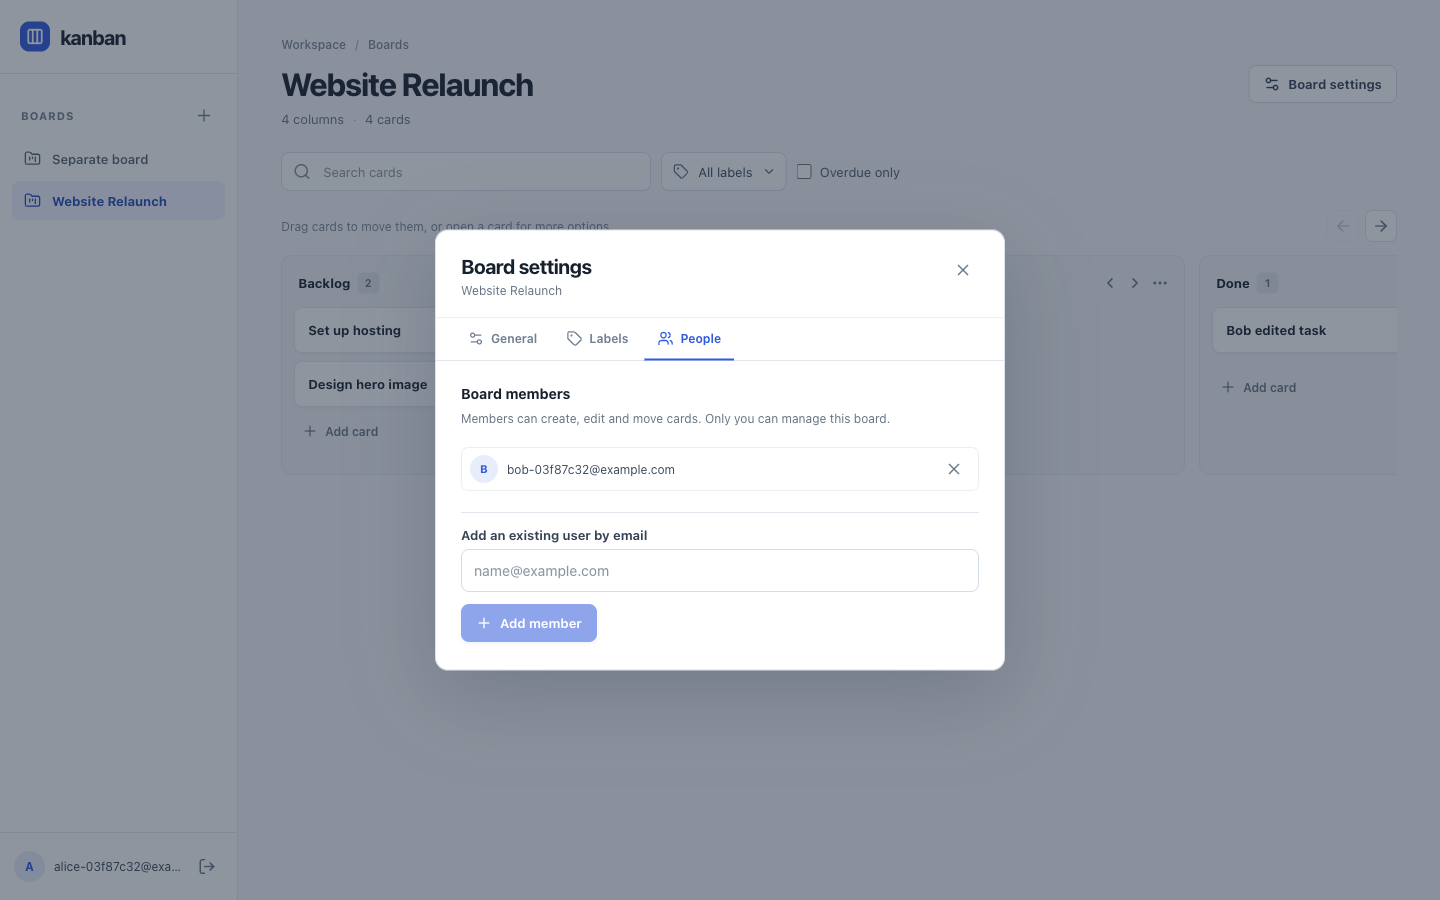 kanban
BOARDS
Separate board
Website Relaunch
alice-03f87c32@exa...
Workspace / Boards
Website Relaunch
4 columns · 4 cards
Board settings
Search cards
All labels
Overdue only
Drag cards to move them, or open a card for more options.
Backlog 2
Set up hosting
Design hero image
Add card
Done 1
Bob edited task
Add card
Board settings
Website Relaunch
General
Labels
People
Board members
Members can create, edit and move cards. Only you can manage this board.
B
bob-03f87c32@example.com
Add an existing user by email
name@example.com
Add member
A